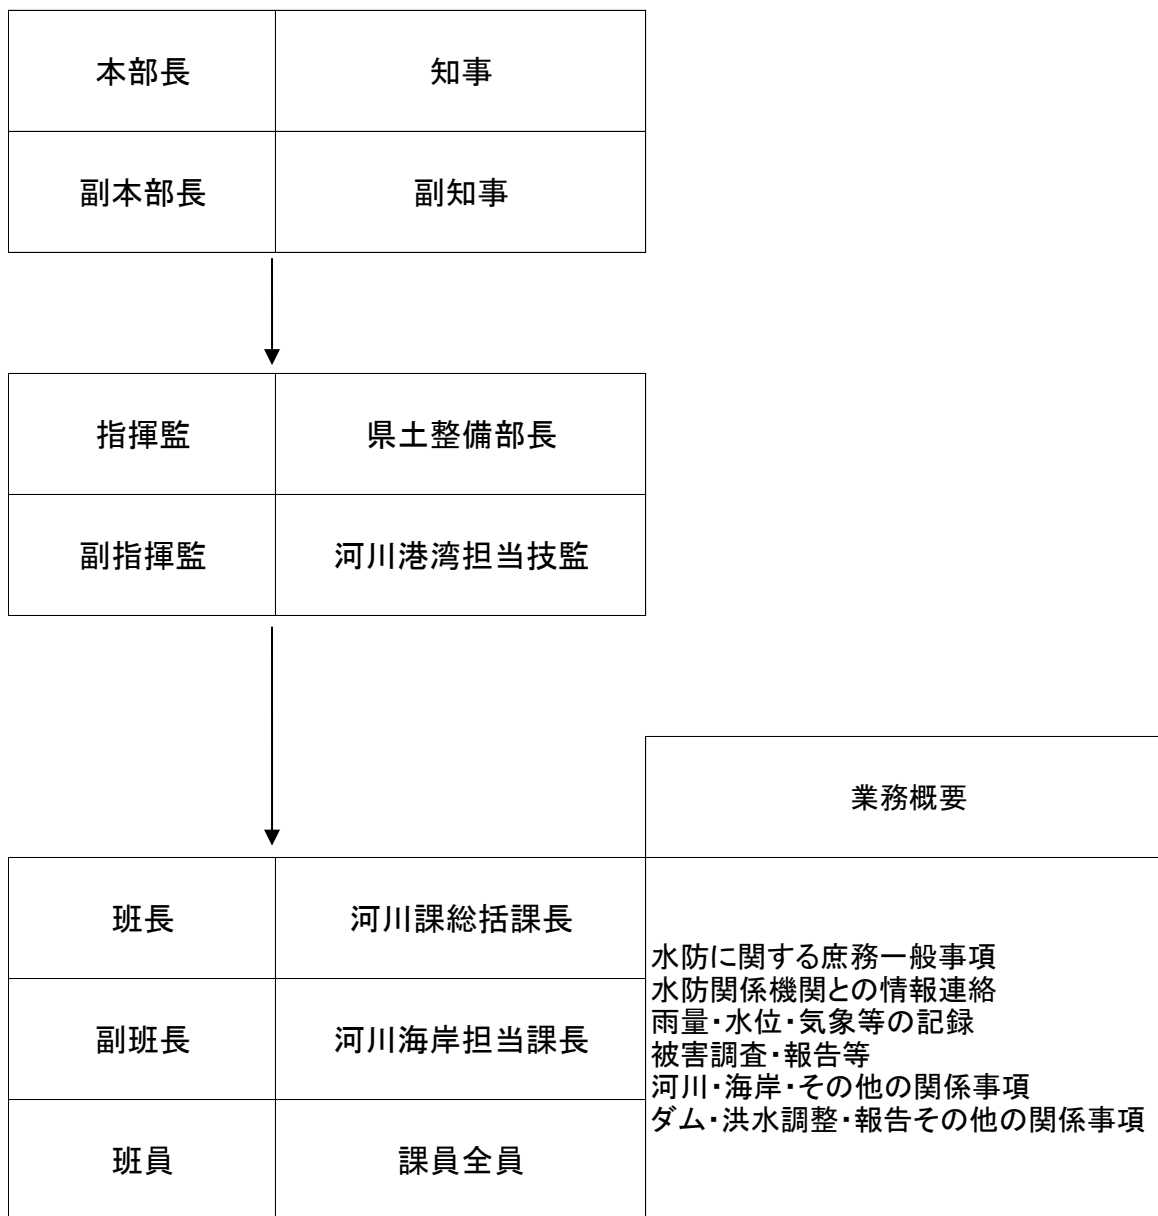 本部長 知事
副本部長 副知事
指揮監 県土整備部長
副指揮監 河川港湾担当技監
業務概要
班長 河川課総括課長
副班長 河川海岸担当課長
班員 課員全員
水防に関する庶務一般事項
水防関係機関との情報連絡
雨量・水位・気象等の記録
被害調査・報告等
河川・海岸・その他の関係事項
ダム・洪水調整・報告その他の関係事項